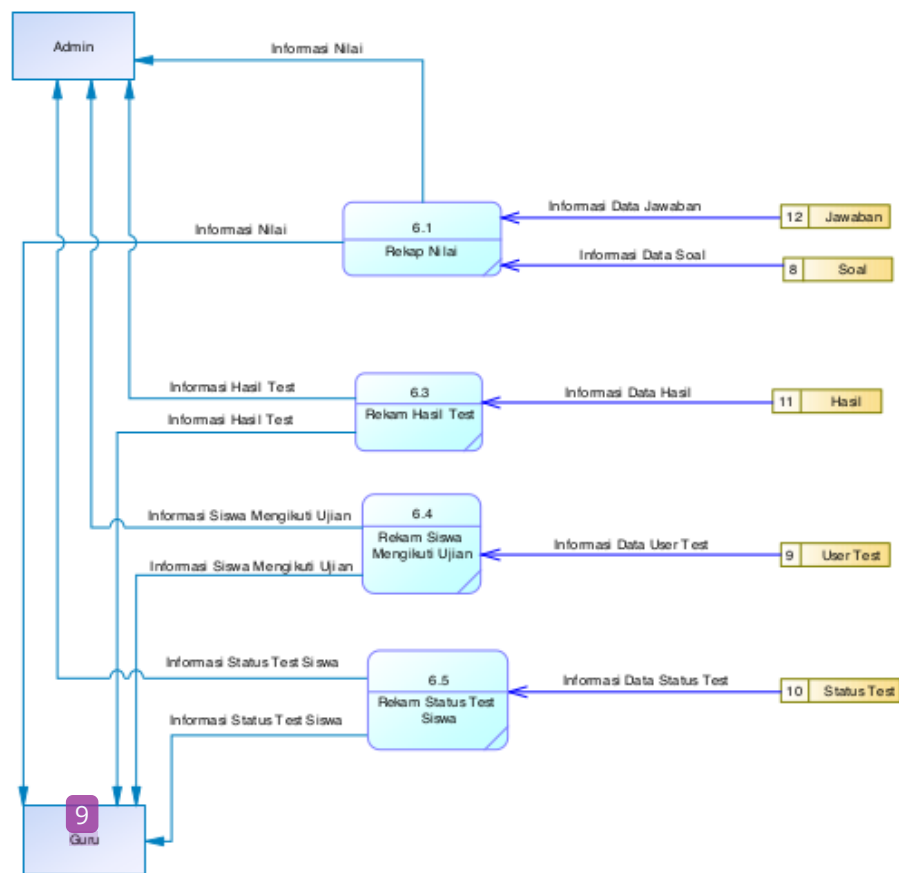 Admin
Informasi Nilai
Informasi Data Jawaban
12 Jawaban
6.1
Informasi Nilai
Rekap Nilai
Informasi Data Soal
8 Soal
6.3
Informasi Hasil Test
Informasi Data Hasil
11 Hasil
Rekam Hasil Test
Informasi Hasil Test
6.4
Informasi Siswa Mengikuti Ujian
Rekam Siswa
Mengikuti Ujian
Informasi Data User Test
9 User Test
Informasi Siswa Mengikuti Ujian
Informasi Status Test Siswa
6.5
Informasi Data Status Test
10 Status Test
Rekam Status Test
Siswa
Informasi Status Test Siswa
9
Guru